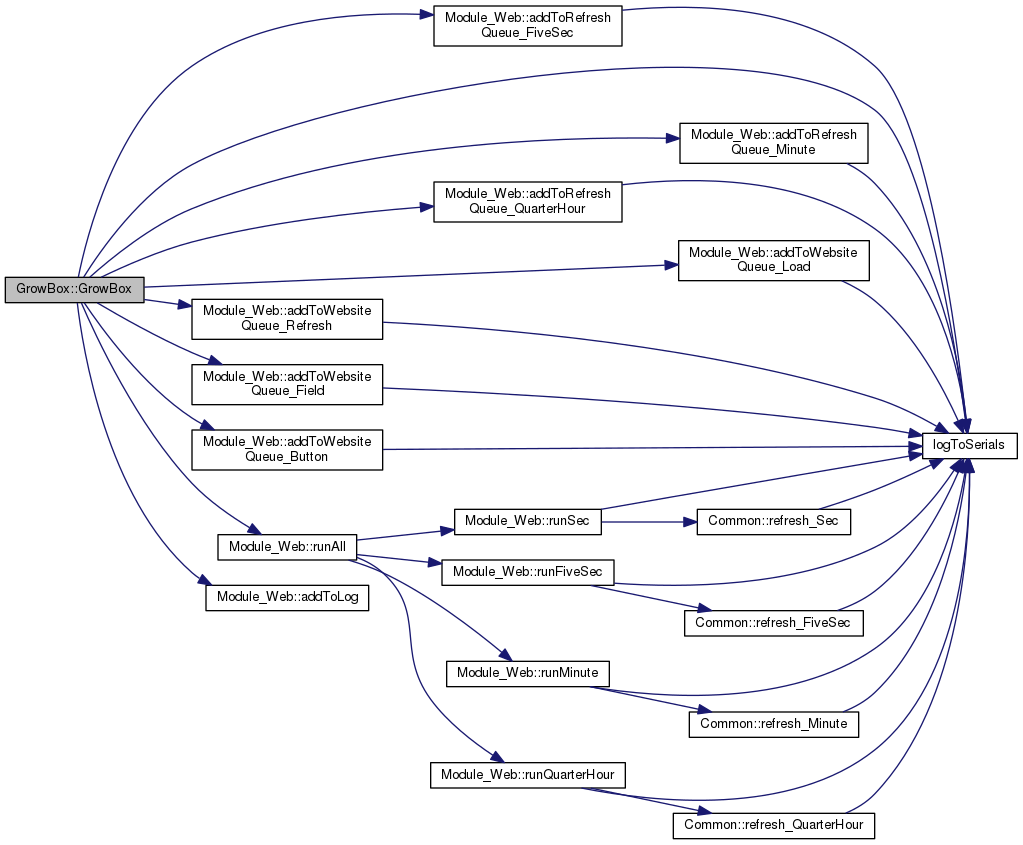 Module_Web::addToRefresh
Queue_FiveSec
Module_Web::addToRefresh
Queue_Minute
Module_Web::addToRefresh
Queue_QuarterHour
Module_Web::addToWebsite
Queue_Load
GrowBox::GrowBox
Module_Web::addToWebsite
Queue_Refresh
Module_Web::addToWebsite
Queue_Field
Module_Web::addToWebsite
Queue_Button
logToSerials
Module_Web::runSec
Common::refresh_Sec
Module_Web::runAll
Module_Web::runFiveSec
Module_Web::addToLog
Common::refresh_FiveSec
Module_Web::runMinute
Common::refresh_Minute
Module_Web::runQuarterHour
Common::refresh_QuarterHour